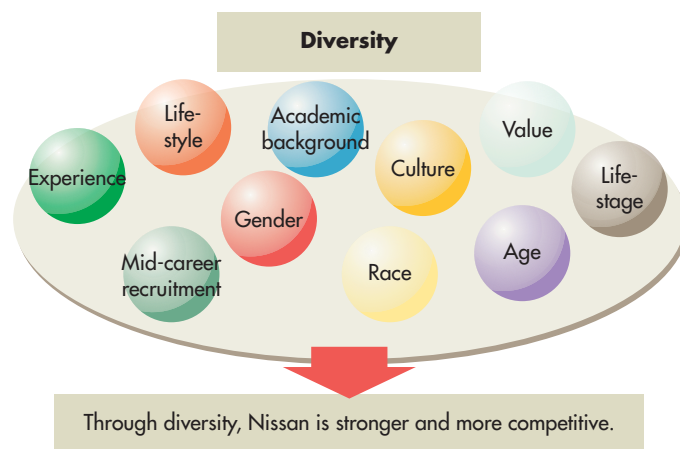 Diversity
Life-
style
Academic
background
Value
Experience
Culture
Life-
stage
Gender
Age
Mid-career
recruitment
Race
Through diversity, Nissan is stronger and more competitive.